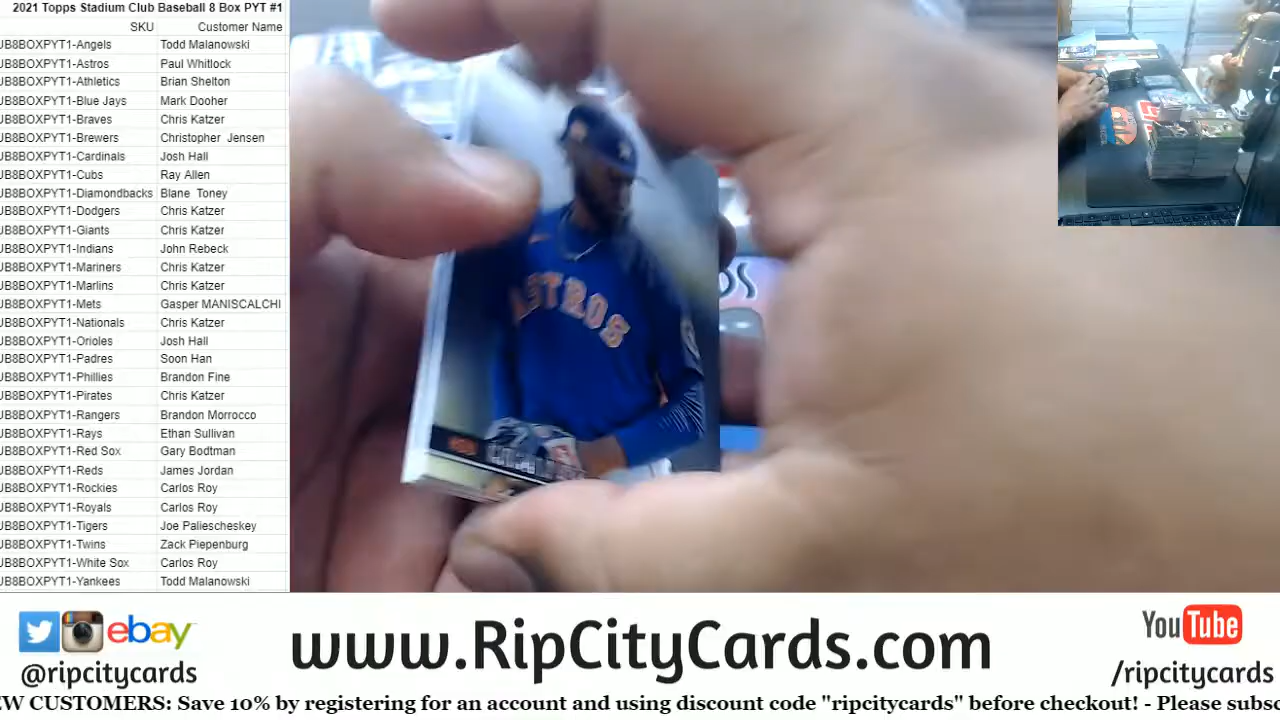 2021 Topps Stadium Club Baseball 8 Box PYT #1
SKU Customer Name
JB8BOXPYT1-Angels Todd Malanowski
JB8BOXPYT1-Astros Paul Whitlock
JB8BOXPYT1-Athletics Brian Shelton
JB8BOXPYT1-Blue Jays Mark Dooher
JB8BOXPYT1-Braves Chris Katzer
JB8BOXPYT1-Brewers Christopher Jensen
JB8BOXPYT1-Cardinals Josh Hall
JB8BOXPYT1-Cubs Ray Allen
JB8BOXPYT1-Diamondbacks Blane Toney
JB8BOXPYT1-Dodgers Chris Katzer
JB8BOXPYT1-Giants Chris Katzer
JB8BOXPYT1-Indians John Rebeck
JB8BOXPYT1-Mariners Chris Katzer
JB8BOXPYT1-Marlins Chris Katzer
JB8BOXPYT1-Mets Gasper MANISCALCHI
JB8BOXPYT1-Nationals Chris Katzer
JB8BOXPYT1-Orioles Josh Hall
JB8BOXPYT1-Padres Soon Han
JB8BOXPYT1-Phillies Brandon Fine
JB8BOXPYT1-Pirates Chris Katzer
JB8BOXPYT1-Rangers Brandon Morrocco
JB8BOXPYT1-Rays Ethan Sullivan
JB8BOXPYT1-Red Sox Gary Bodtman
JB8BOXPYT1-Reds James Jordan
JB8BOXPYT1-Rockies Carlos Roy
JB8BOXPYT1-Royals Carlos Roy
JB8BOXPYT1-Tigers Joe Paliescheskey
JB8BOXPYT1-Twins Zack Piepenburg
JB8BOXPYT1-White Sox Carlos Roy
JB8BOXPYT1-Yankees Todd Malanowski
ASTROS
ebay
@ripcitycards
www.RipCityCards.com
YouTube
/ripcitycards
EW CUSTOMERS: Save 10% by registering for an account and using discount code "ripcitycards" before checkout! - Please subsc